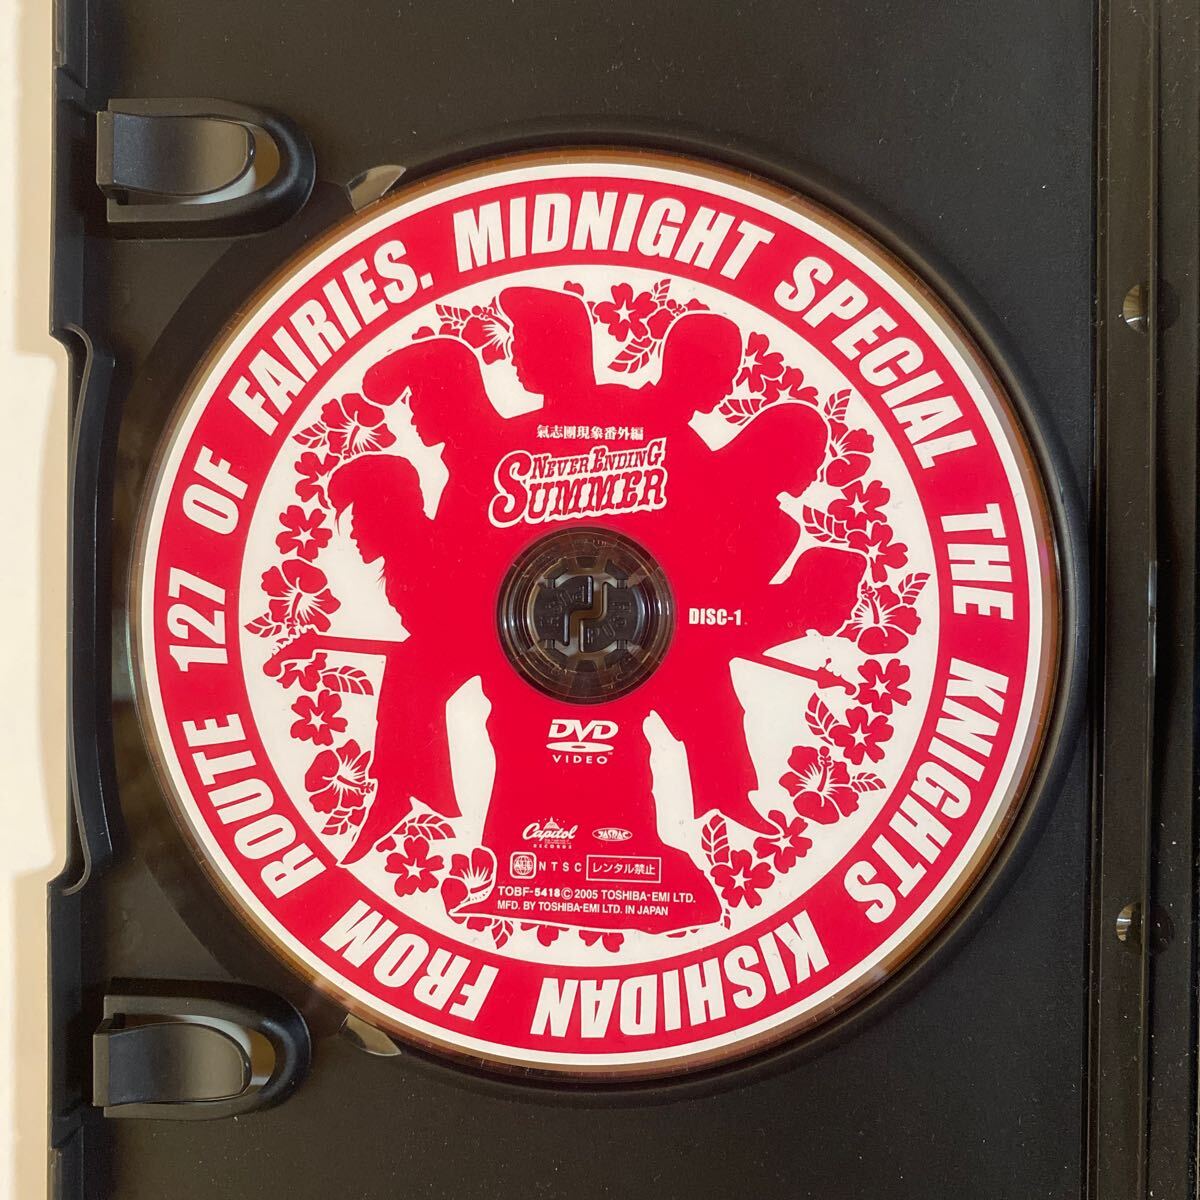 MIDNIGHT SPECIAL THE KNIGHTS KISHIDAN FROM ROUTE 127 OF FAIRIES.
氣志團現象番外編
NEVER ENDING
SUMMER
DISC-1
DVD
VIDEO
Capitol
RECORDS
JASRAC
NTSC レンタル禁止
TOBF-5418 Ⓒ 2005 TOSHIBA-EMI LTD.
MFD. BY TOSHIBA-EMI LTD. IN JAPAN